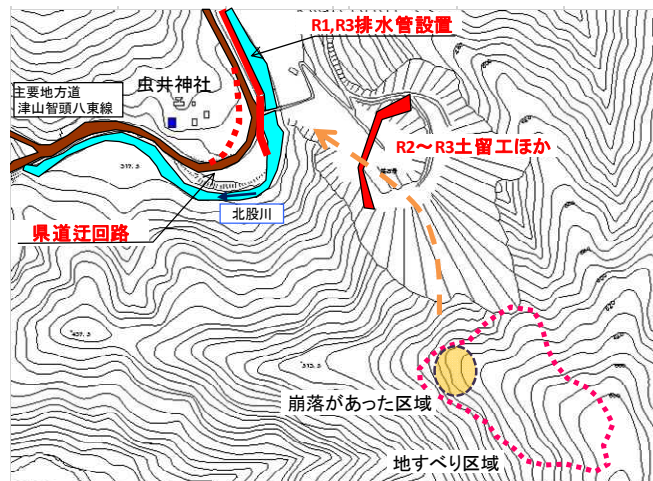 R1,R3排水管設置
虫井神社
主要地方道
津山智頭八東線
R2～R3土留工ほか
県道迂回路
北股川
崩落があった区域
地すべり区域